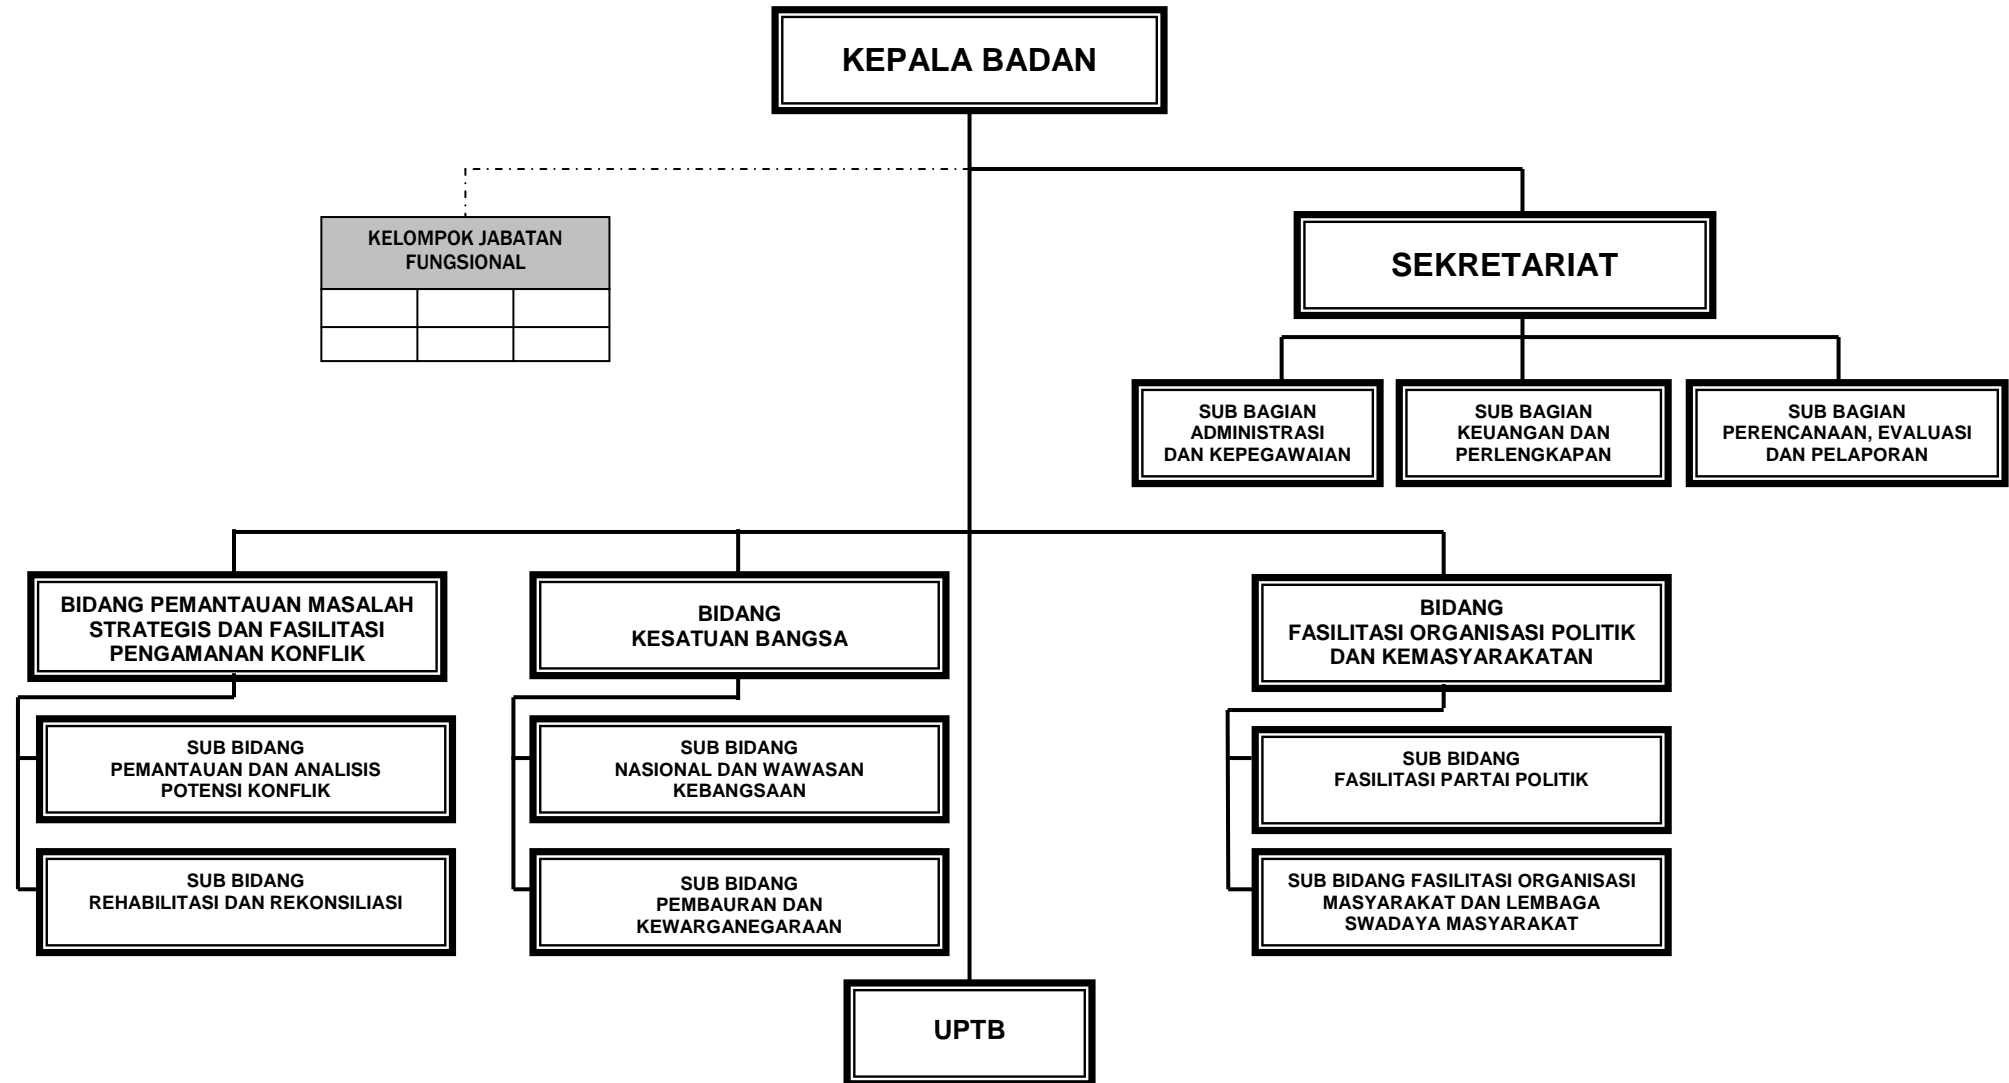 KEPALA BADAN
KELOMPOK JABATAN
FUNGSIONAL
SEKRETARIAT
SUB BAGIAN
ADMINISTRASI
DAN KEPEGAWAIAN
SUB BAGIAN
KEUANGAN DAN
PERLENGKAPAN
SUB BAGIAN
PERENCANAAN, EVALUASI
DAN PELAPORAN
BIDANG PEMANTAUAN MASALAH
STRATEGIS DAN FASILITASI
PENGAMANAN KONFLIK
BIDANG
KESATUAN BANGSA
BIDANG
FASILITASI ORGANISASI POLITIK
DAN KEMASYARAKATAN
SUB BIDANG
PEMANTAUAN DAN ANALISIS
POTENSI KONFLIK
SUB BIDANG
NASIONAL DAN WAWASAN
KEBANGSAAN
SUB BIDANG
FASILITASI PARTAI POLITIK
SUB BIDANG
REHABILITASI DAN REKONSILIASI
SUB BIDANG
PEMBAURAN DAN
KEWARGANEGARAAN
SUB BIDANG FASILITASI ORGANISASI
MASYARAKAT DAN LEMBAGA
SWADAYA MASYARAKAT
UPTB